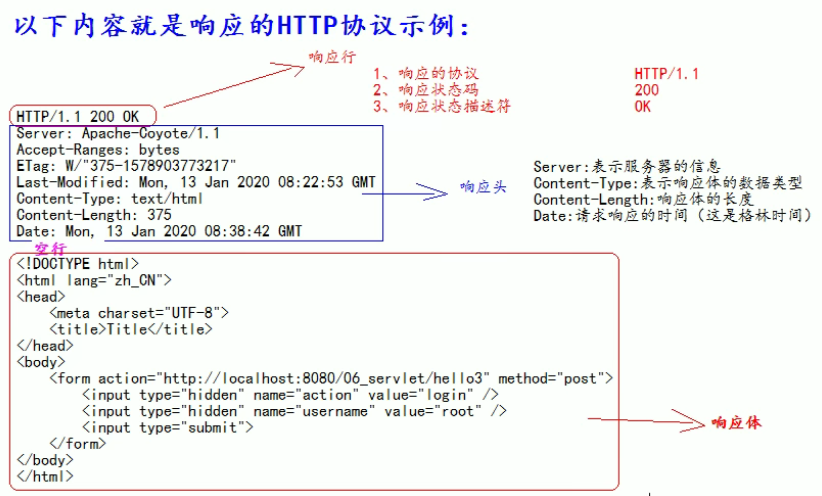 以下内容就是响应的HTTP协议示例：
响应行
1、响应的协议 HTTP/1.1
2、响应状态码 200
3、响应状态描述符 OK
HTTP/1.1 200 OK
Server: Apache-Coyote/1.1
Accept-Ranges: bytes
ETag: W/"375-1578903773217"
Last-Modified: Mon, 13 Jan 2020 08:22:53 GMT
Content-Type: text/html
Content-Length: 375
Date: Mon, 13 Jan 2020 08:38:42 GMT
响应头
Server:表示服务器的信息
Content-Type:表示响应体的数据类型
Content-Length:响应体的长度
Date:请求响应的时间（这是格林时间）
空行
<!DOCTYPE html>
<html lang="zh_CN">
<head>
<meta charset="UTF-8">
<title>Title</title>
</head>
<body>
<form action="http://localhost:8080/06_servlet/hello3" method="post">
<input type="hidden" name="action" value="login" />
<input type="hidden" name="username" value="root" />
<input type="submit">
</form>
</body>
</html>
响应体